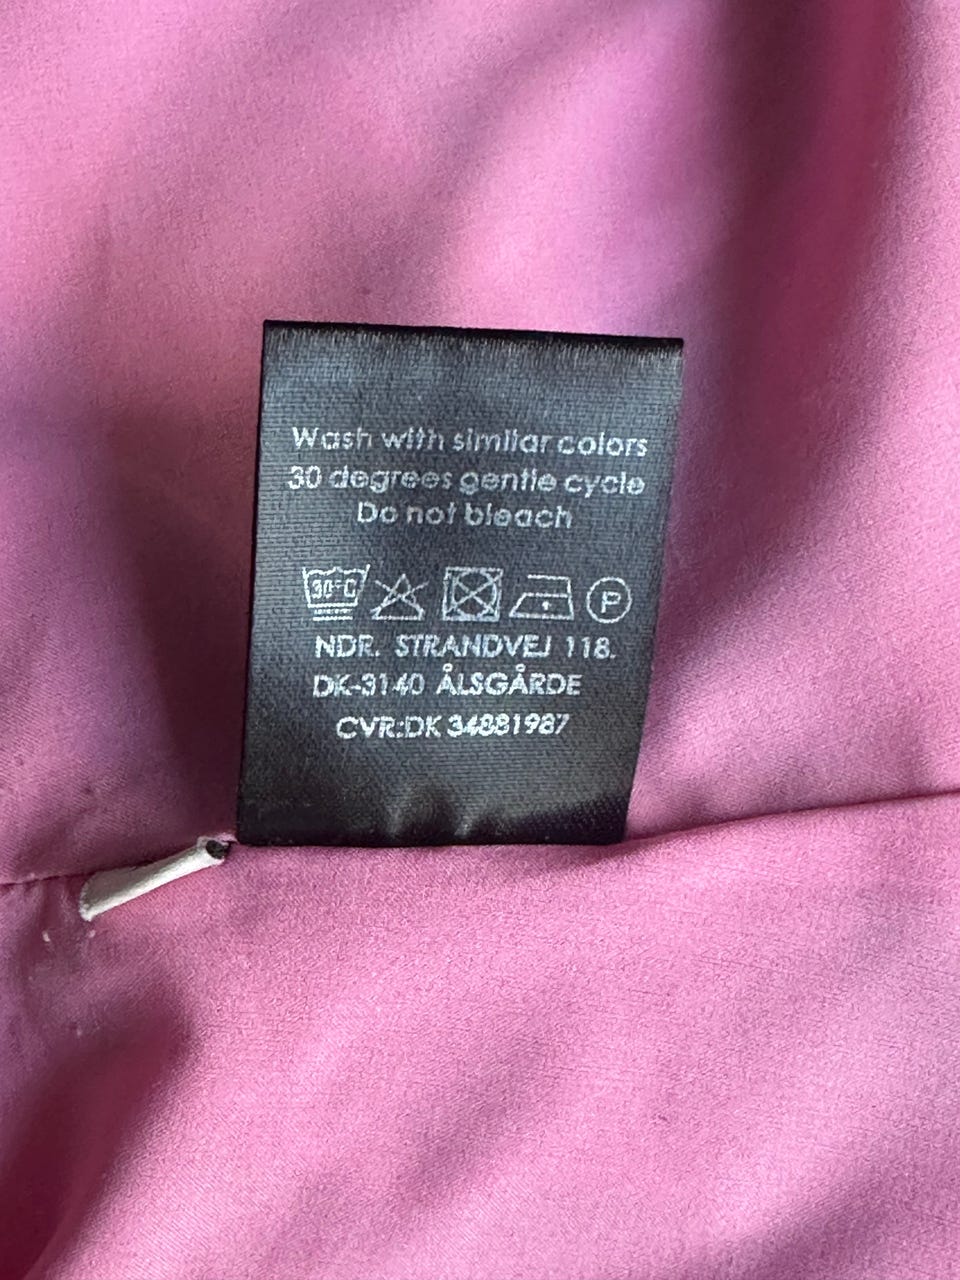 Wash with similar colors
30 degrees gentle cycle
Do not bleach
30°C P
NDR. STRANDVEJ 118.
DK-3140 ÅLSGÅRDE
CVR:DK 34881987